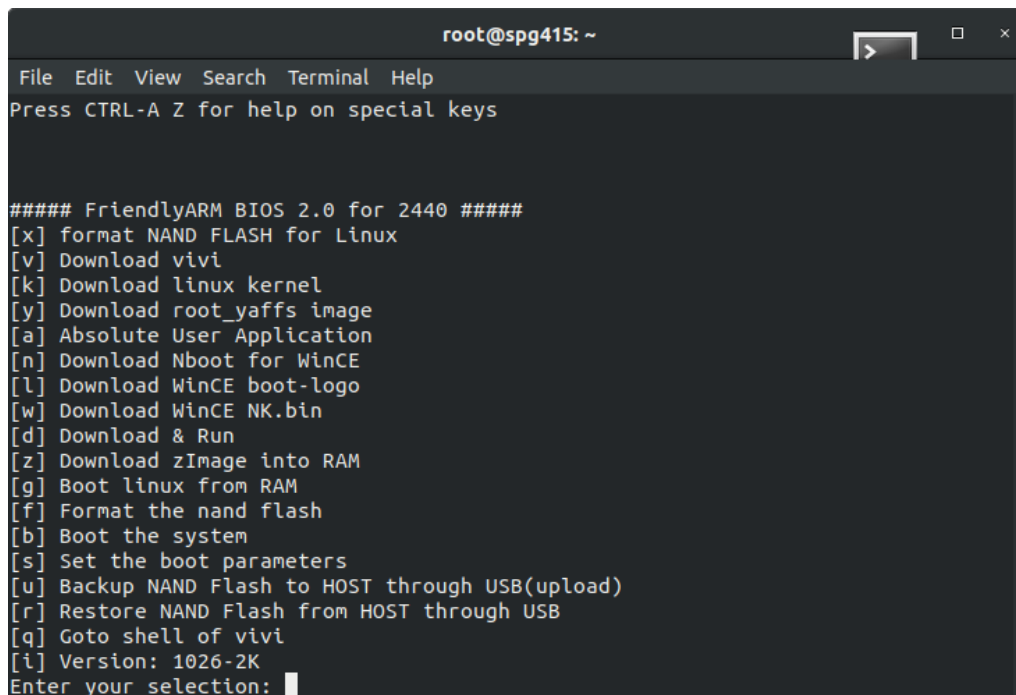 root@spg415: ~
File Edit View Search Terminal Help
Press CTRL-A Z for help on special keys
##### FriendlyARM BIOS 2.0 for 2440 #####
[x] format NAND FLASH for Linux
[v] Download vivi
[k] Download linux kernel
[y] Download root_yaffs image
[a] Absolute User Application
[n] Download Nboot for WinCE
[l] Download WinCE boot-logo
[w] Download WinCE NK.bin
[d] Download & Run
[z] Download zImage into RAM
[g] Boot linux from RAM
[f] Format the nand flash
[b] Boot the system
[s] Set the boot parameters
[u] Backup NAND Flash to HOST through USB(upload)
[r] Restore NAND Flash from HOST through USB
[q] Goto shell of vivi
[i] Version: 1026-2K
Enter your selection: